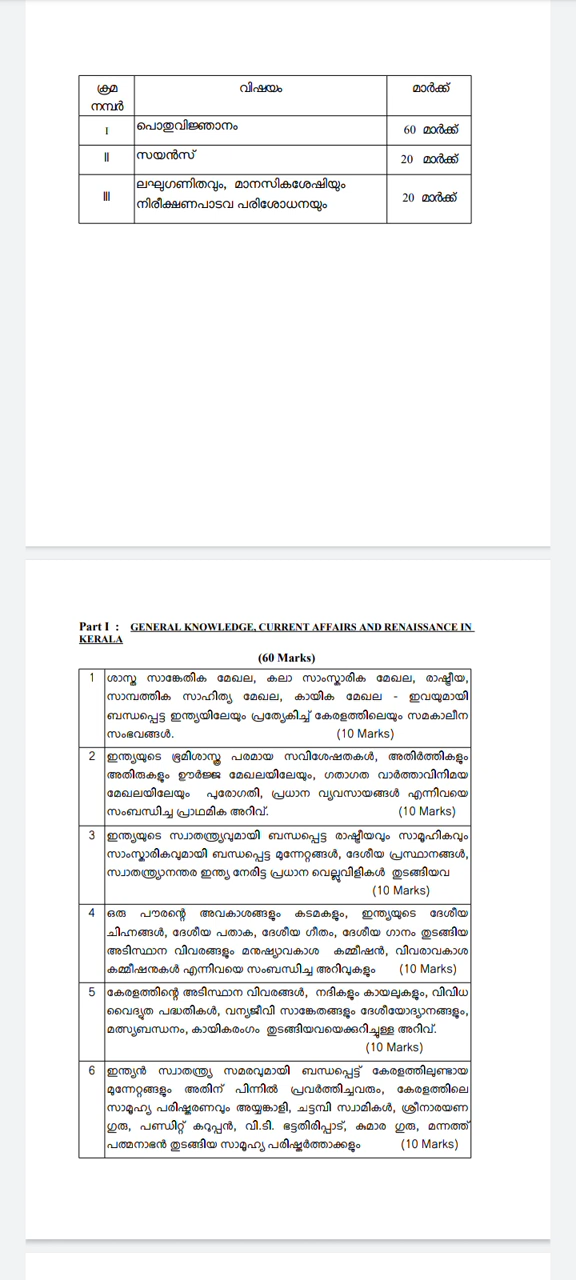 ക്രമ നമ്പർ വിഷയം മാർക്ക്
I പൊതുവിജ്ഞാനം 60 മാർക്ക്
II സയൻസ് 20 മാർക്ക്
III ലഘുഗണിതവും, മാനസികശേഷിയും
നിരീക്ഷണപാടവ പരിശോധനയും 20 മാർക്ക്
Part I : GENERAL KNOWLEDGE, CURRENT AFFAIRS AND RENAISSANCE IN
KERALA
(60 Marks)
1 ശാസ്ത്ര സാങ്കേതിക മേഖല, കലാ സാംസ്കാരിക മേഖല, രാഷ്ട്രീയ,
സാമ്പത്തിക സാഹിത്യ മേഖല, കായിക മേഖല - ഇവയുമായി
ബന്ധപ്പെട്ട ഇന്ത്യയിലേയും പ്രത്യേകിച്ച് കേരളത്തിലെയും സമകാലീന
സംഭവങ്ങൾ. (10 Marks)
2 ഇന്ത്യയുടെ ഭൂമിശാസ്ത്ര പരമായ സവിശേഷതകൾ, അതിർത്തികളും
അതിരുകളും ഊർജ്ജ മേഖലയിലേയും, ഗതാഗത വാർത്താവിനിമയ
മേഖലയിലേയും പുരോഗതി, പ്രധാന വ്യവസായങ്ങൾ എന്നിവയെ
സംബന്ധിച്ച പ്രാഥമിക അറിവ്. (10 Marks)
3 ഇന്ത്യയുടെ സ്വാതന്ത്ര്യവുമായി ബന്ധപ്പെട്ട രാഷ്ട്രീയവും സാമൂഹികവും
സാംസ്കാരികവുമായി ബന്ധപ്പെട്ട മുന്നേറ്റങ്ങൾ, ദേശീയ പ്രസ്ഥാനങ്ങൾ,
സ്വാതന്ത്ര്യാനന്തര ഇന്ത്യ നേരിട്ട പ്രധാന വെല്ലുവിളികൾ തുടങ്ങിയവ
(10 Marks)
4 ഒരു പൗരന്റെ അവകാശങ്ങളും കടമകളും, ഇന്ത്യയുടെ ദേശീയ
ചിഹ്നങ്ങൾ, ദേശീയ പതാക, ദേശീയ ഗീതം, ദേശീയ ഗാനം തുടങ്ങിയ
അടിസ്ഥാന വിവരങ്ങളും മനുഷ്യാവകാശ കമ്മീഷൻ, വിവരാവകാശ
കമ്മീഷനുകൾ എന്നിവയെ സംബന്ധിച്ച അറിവുകളും (10 Marks)
5 കേരളത്തിന്റെ അടിസ്ഥാന വിവരങ്ങൾ, നദികളും കായലുകളും, വിവിധ
വൈദ്യുത പദ്ധതികൾ, വന്യജീവി സാങ്കേതങ്ങളും ദേശീയോദ്യാനങ്ങളും,
മത്സ്യബന്ധനം, കായികരംഗം തുടങ്ങിയവയെക്കുറിച്ചുള്ള അറിവ്.
(10 Marks)
6 ഇന്ത്യൻ സ്വാതന്ത്ര്യ സമരവുമായി ബന്ധപ്പെട്ട് കേരളത്തിലുണ്ടായ
മുന്നേറ്റങ്ങളും അതിന് പിന്നിൽ പ്രവർത്തിച്ചവരും, കേരളത്തിലെ
സാമൂഹ്യ പരിഷ്കരണവും അയ്യങ്കാളി, ചട്ടമ്പി സ്വാമികൾ, ശ്രീനാരയണ
ഗുരു, പണ്ഡിറ്റ് കറുപ്പൻ, വി.ടി. ഭട്ടതിരിപ്പാട്, കുമാര ഗുരു, മന്നത്ത്
പത്മനാഭൻ തുടങ്ങിയ സാമൂഹ്യ പരിഷ്കർത്താക്കളും (10 Marks)